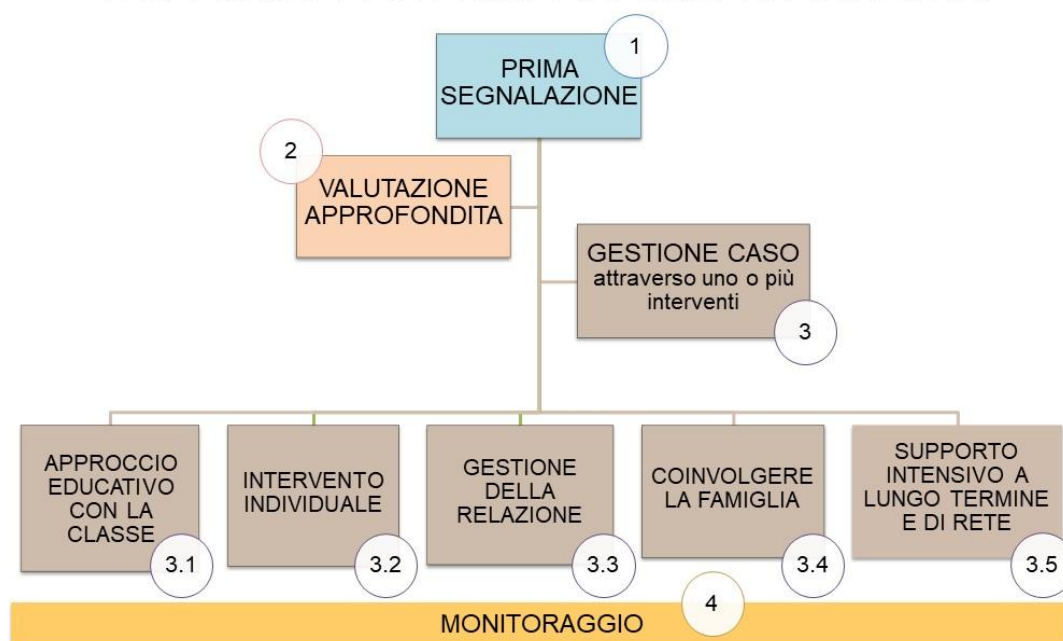 1
PRIMA
SEGNALAZIONE
2
VALUTAZIONE
APPROFONDITA
GESTIONE CASO
attraverso uno o più
interventi
3
APPROCCIO
EDUCATIVO
CON LA
CLASSE
3.1
INTERVENTO
INDIVIDUALE
3.2
GESTIONE
DELLA
RELAZIONE
3.3
COINVOLGERE
LA FAMIGLIA
3.4
SUPPORTO
INTENSIVO A
LUNGO TERMINE
E DI RETE
3.5
4
MONITORAGGIO